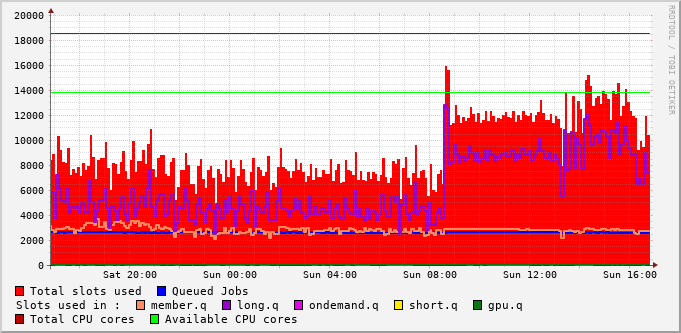 20000
18000
16000
14000
12000
10000
8000
6000
4000
2000
0
Sat 20:00 Sun 00:00 Sun 04:00 Sun 08:00 Sun 12:00 Sun 16:00
RRDTOOL / TOBI OETIKER
Total slots used Queued Jobs
Slots used in : member.q long.q ondemand.q short.q gpu.q
Total CPU cores Available CPU cores